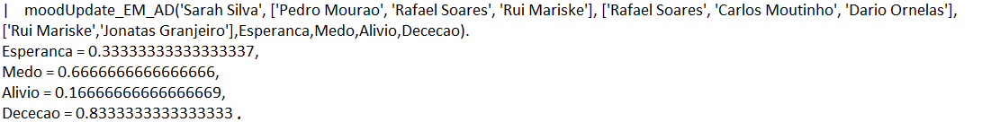 |    moodUpdate_EM_AD('Sarah Silva', ['Pedro Mourao', 'Rafael Soares', 'Rui Mariske'], ['Rafael Soares', 'Carlos Moutinho', 'Dario Ornelas'],
['Rui Mariske','Jonatas Granjeiro'],Esperanca,Medo,Alivio,Dececao).
Esperanca = 0.33333333333333337,
Medo = 0.6666666666666666,
Alivio = 0.16666666666666669,
Dececao = 0.8333333333333333 .